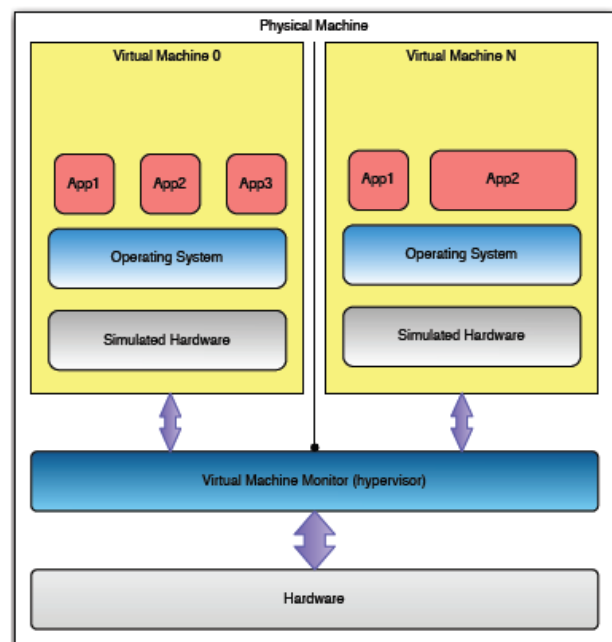 Physical Machine
Virtual Machine 0
App1
App2
App3
Operating System
Simulated Hardware
Virtual Machine N
App1
App2
Operating System
Simulated Hardware
Virtual Machine Monitor (hypervisor)
Hardware